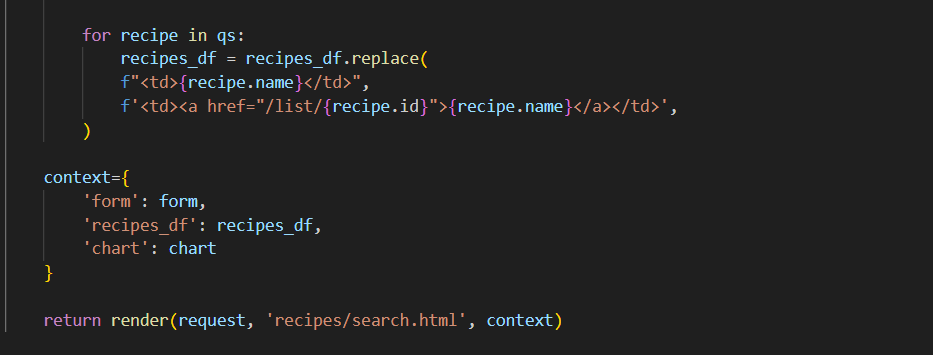 for recipe in qs:
recipes_df = recipes_df.replace(
f"<td>{recipe.name}</td>",
f'<td><a href="/list/{recipe.id}">{recipe.name}</a></td>',
)
context={
'form': form,
'recipes_df': recipes_df,
'chart': chart
}
return render(request, 'recipes/search.html', context)